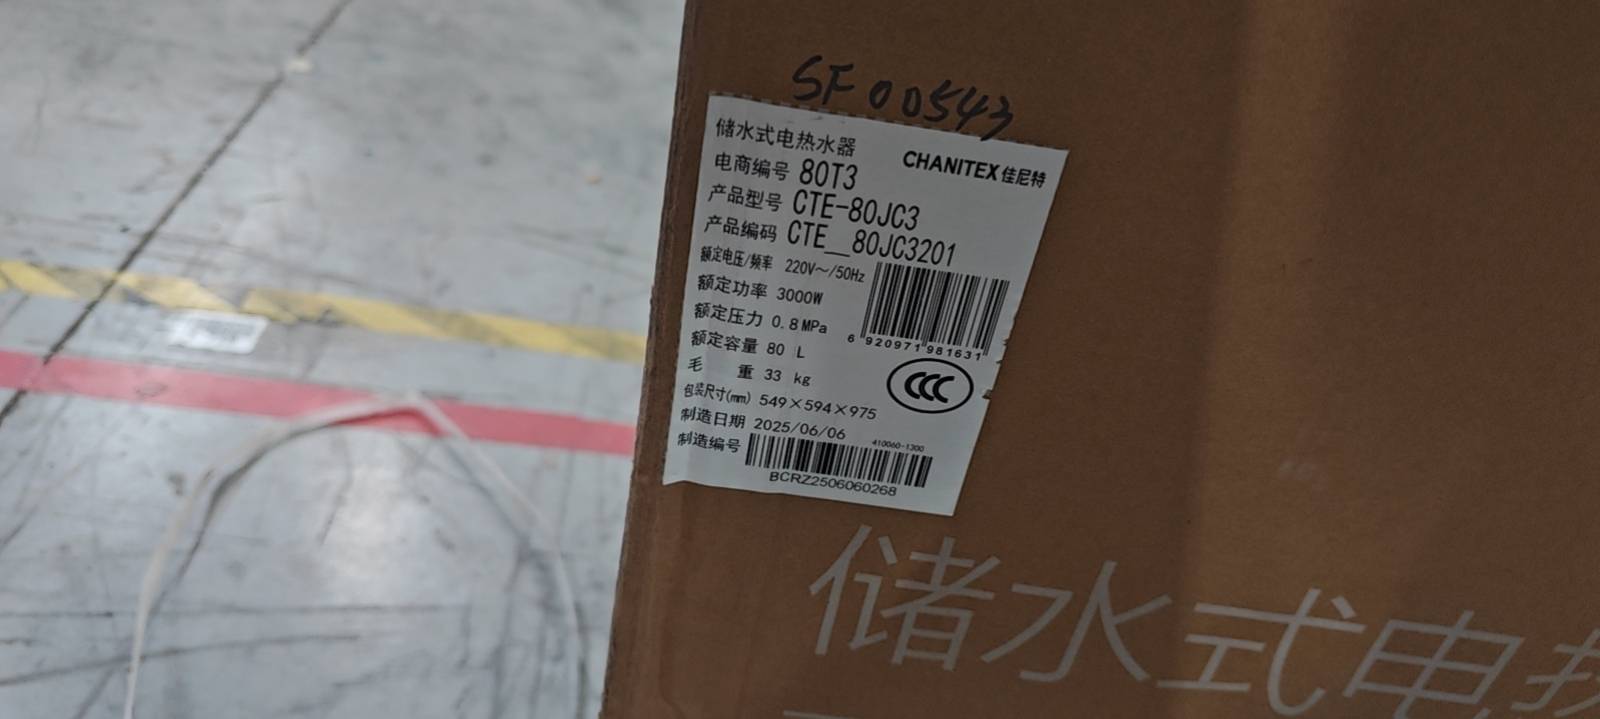 SF 00543
储水式电热水器
CHANITEX佳尼特
电商编号 80T3
产品型号 CTE-80JC3
产品编码 CTE__80JC3201
额定电压/频率 220V～/50Hz
额定功率 3000W
额定压力 0.8MPa
6 920971 981631
额定容量 80 L
毛 重 33 kg
CCC
包装尺寸(mm) 549×594×975
制造日期 2025/06/06
410060-1300
制造编号
BCRZ2506060268
储水式电热